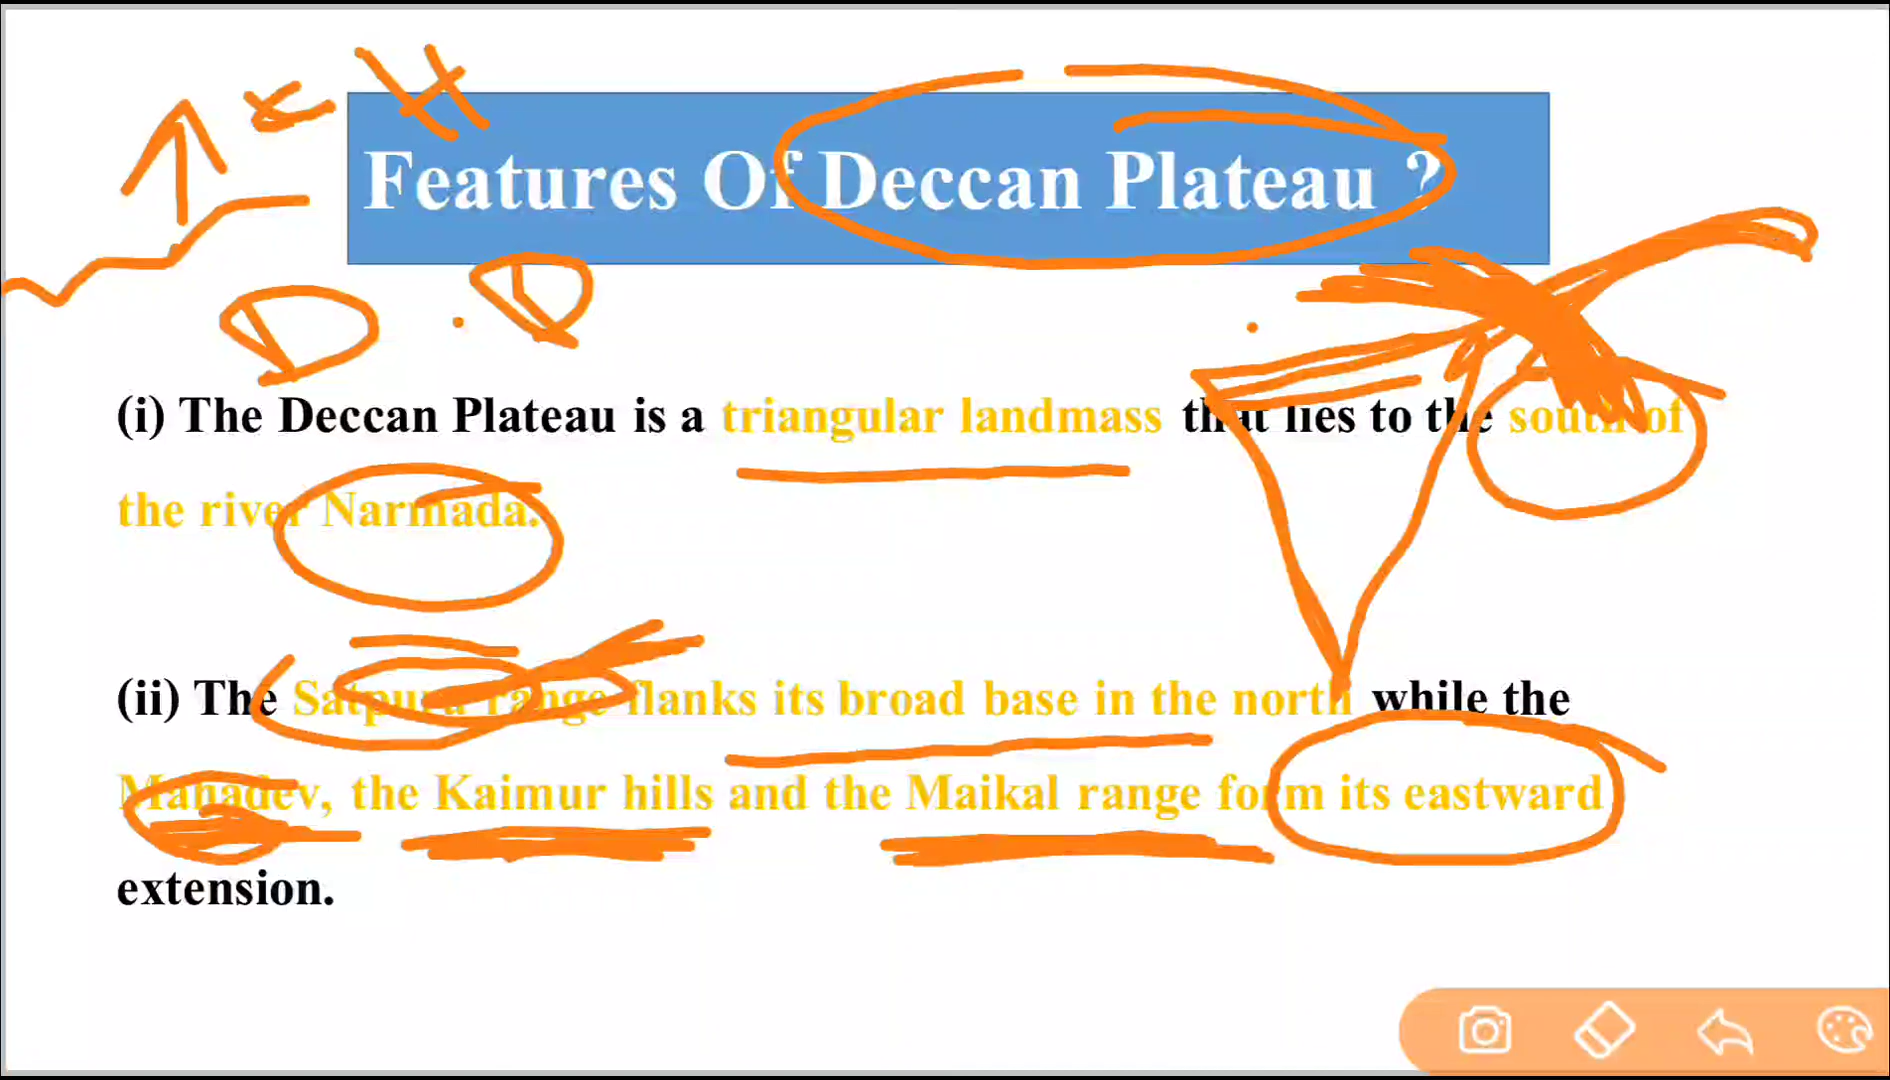 Features Of Deccan Plateau ?
(i) The Deccan Plateau is a triangular landmass that lies to the south of
the river Narmada.
(ii) The Satpura range flanks its broad base in the north while the
Mahadev, the Kaimur hills and the Maikal range form its eastward
extension.